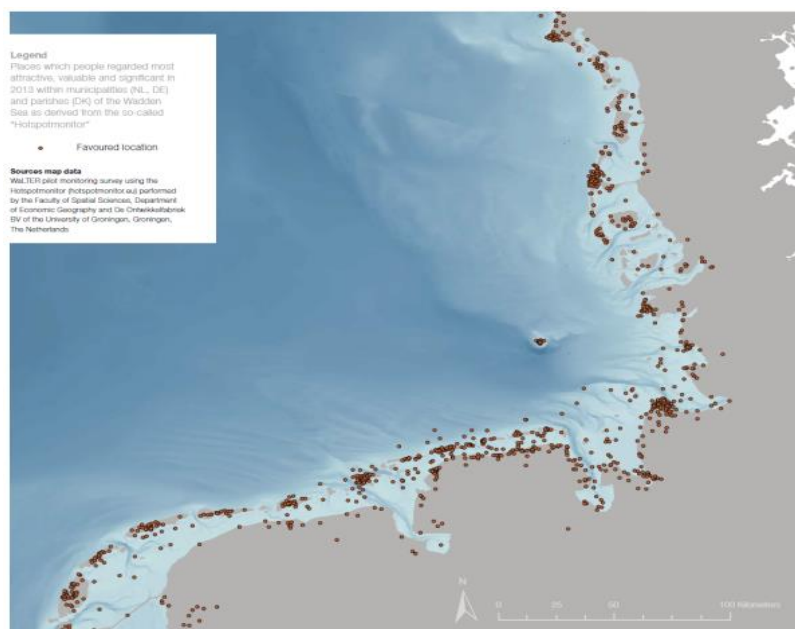 Legend
Places which people regarded most
attractive, valuable and significant in
2013 within municipalities (NL, DE)
and parishes (DK) of the Wadden
Sea as derived from the so-called
"Hotspotmonitor"
Favoured location
Sources map data
WaLTER pilot monitoring survey using the
Hotspotmonitor (hotspotmonitor.eu) performed
by the Faculty of Spatial Sciences, Department
of Economic Geography and De Ontwikkelfabriek
BV of the University of Groningen, Groningen,
The Netherlands
N
0 25 50 100 Kilometers